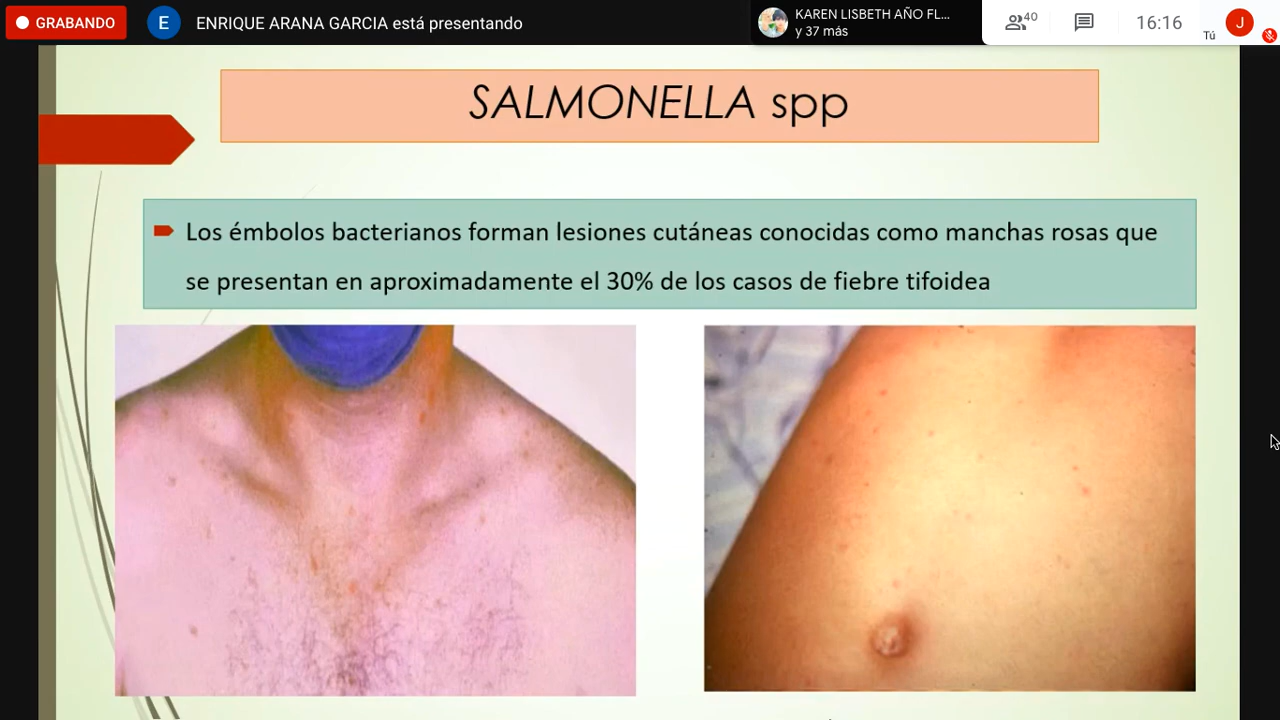 GRABANDO
E
ENRIQUE ARANA GARCIA está presentando
KAREN LISBETH AÑO FL...
y 37 más
40
16:16
Tú
J
SALMONELLA spp
Los émbolos bacterianos forman lesiones cutáneas conocidas como manchas rosas que
se presentan en aproximadamente el 30% de los casos de fiebre tifoidea